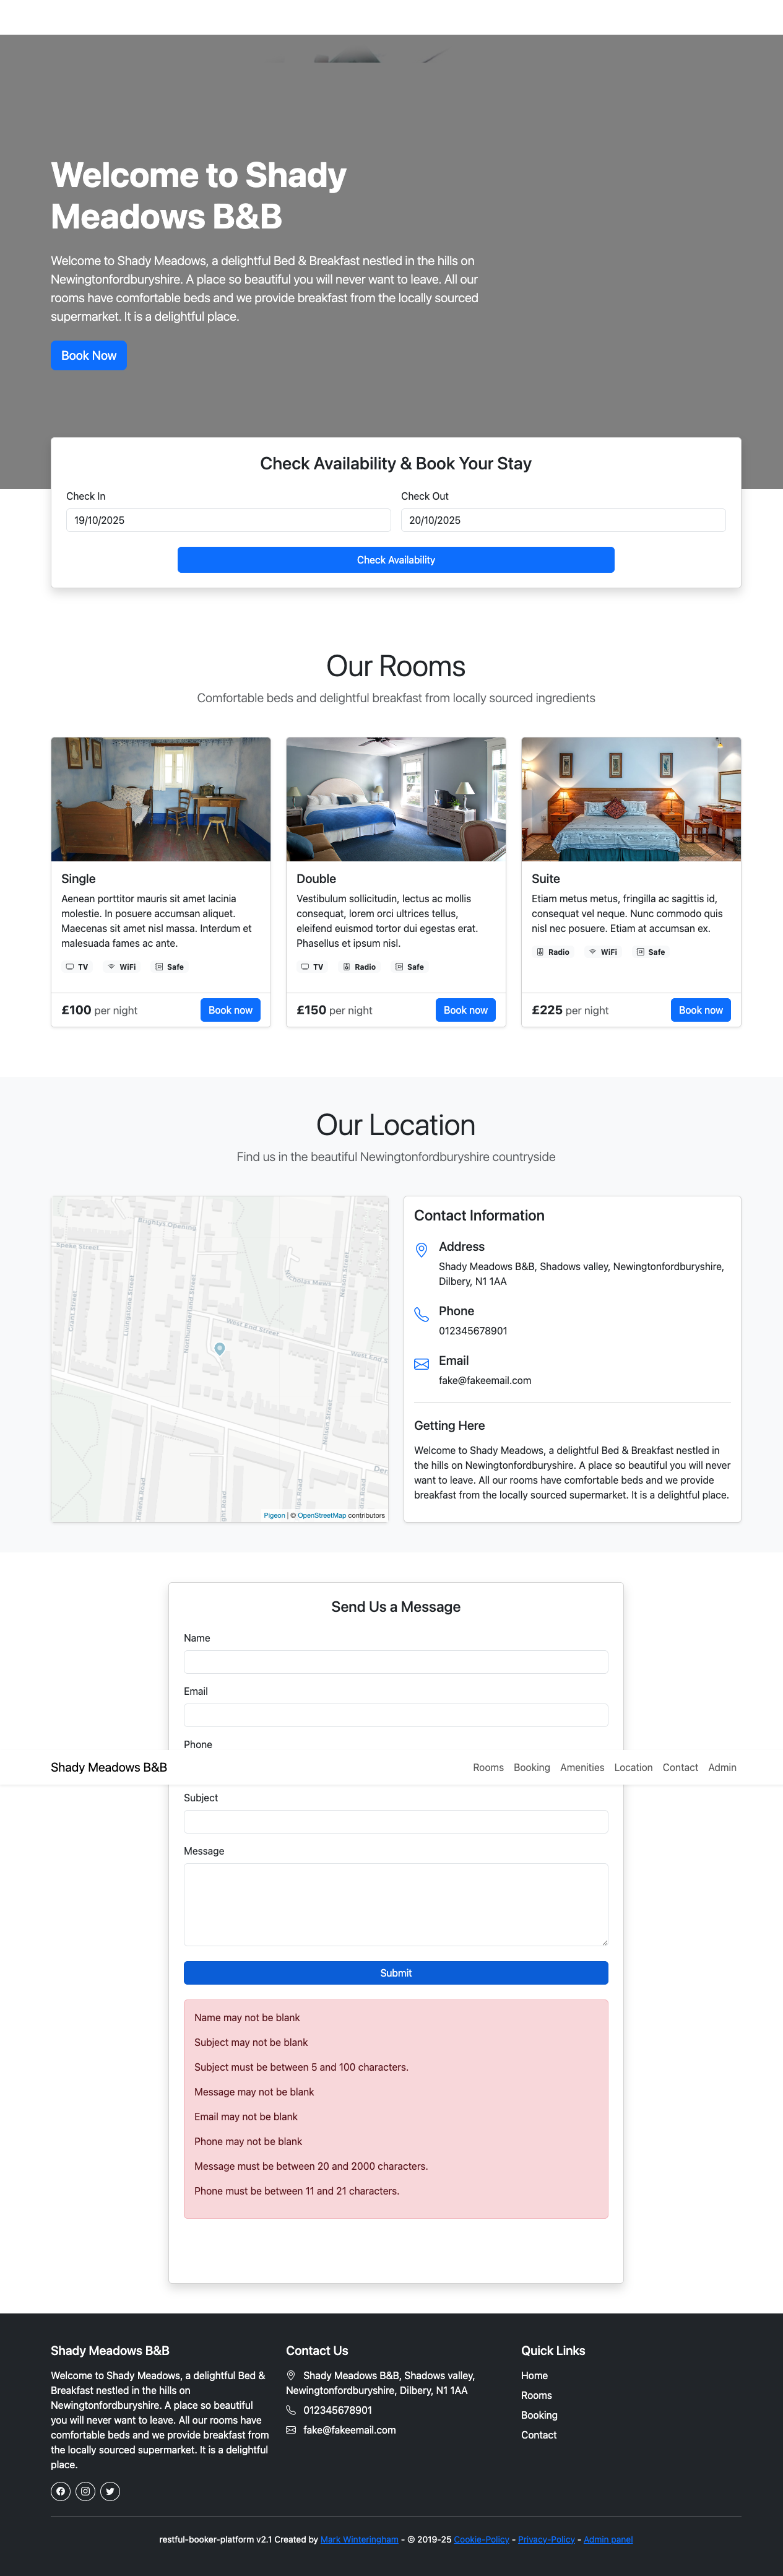 Welcome to Shady
Meadows B&B
Welcome to Shady Meadows, a delightful Bed & Breakfast nestled in the hills on
Newingtonfordburyshire. A place so beautiful you will never want to leave. All our
rooms have comfortable beds and we provide breakfast from the locally sourced
supermarket. It is a delightful place.
Book Now
Check Availability & Book Your Stay
Check In
Check Out
19/10/2025
20/10/2025
Check Availability
Our Rooms
Comfortable beds and delightful breakfast from locally sourced ingredients
Single
Aenean porttitor mauris sit amet lacinia
molestie. In posuere accumsan aliquet.
Maecenas sit amet nisl massa. Interdum et
malesuada fames ac ante.
TV WiFi Safe
£100 per night
Book now
Double
Vestibulum sollicitudin, lectus ac mollis
consequat, lorem orci ultrices tellus,
eleifend euismod tortor dui egestas erat.
Phasellus et ipsum nisl.
TV Radio Safe
£150 per night
Book now
Suite
Etiam metus metus, fringilla ac sagittis id,
consequat vel neque. Nunc commodo quis
nisl nec posuere. Etiam at accumsan ex.
Radio WiFi Safe
£225 per night
Book now
Our Location
Find us in the beautiful Newingtonfordburyshire countryside
Brightys Opening
Speke Street
Grant Street
Livingstone Street
Northumberland Street
Nicholas Mews
Nelson Street
West End Street
West End S
Nelson Street
Der
Helena Road
Pigeon | © OpenStreetMap contributors
Contact Information
Address
Shady Meadows B&B, Shadows valley, Newingtonfordburyshire,
Dilbery, N1 1AA
Phone
012345678901
Email
fake@fakeemail.com
Getting Here
Welcome to Shady Meadows, a delightful Bed & Breakfast nestled in
the hills on Newingtonfordburyshire. A place so beautiful you will never
want to leave. All our rooms have comfortable beds and we provide
breakfast from the locally sourced supermarket. It is a delightful place.
Send Us a Message
Name
Email
Phone
Shady Meadows B&B
Rooms Booking Amenities Location Contact Admin
Subject
Message
Submit
Name may not be blank
Subject may not be blank
Subject must be between 5 and 100 characters.
Message may not be blank
Email may not be blank
Phone may not be blank
Message must be between 20 and 2000 characters.
Phone must be between 11 and 21 characters.
Shady Meadows B&B
Welcome to Shady Meadows, a delightful Bed &
Breakfast nestled in the hills on
Newingtonfordburyshire. A place so beautiful
you will never want to leave. All our rooms have
comfortable beds and we provide breakfast from
the locally sourced supermarket. It is a delightful
place.
Contact Us
Shady Meadows B&B, Shadows valley,
Newingtonfordburyshire, Dilbery, N1 1AA
012345678901
fake@fakeemail.com
Quick Links
Home
Rooms
Booking
Contact
restful-booker-platform v2.1 Created by Mark Winteringham - © 2019-25 Cookie-Policy - Privacy-Policy - Admin panel